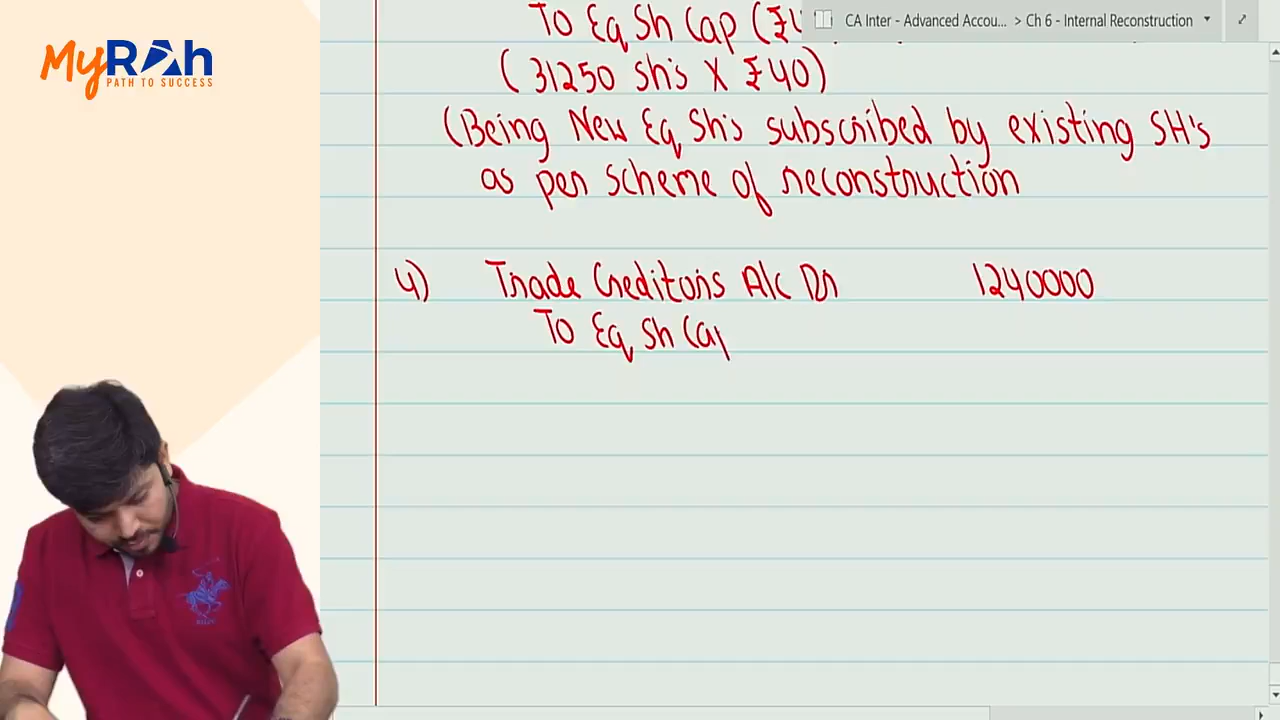 MyRAh
PATH TO SUCCESS
CA Inter - Advanced Accou... > Ch 6 - Internal Reconstruction
To Eq Sh Cap (₹4
(31250 Sh's X ₹40)
(Being New Eq Sh's subscribed by existing SH's
as per scheme of reconstruction
4) Trade Creditors A/c Dr 1240000
To Eq Sh Cap